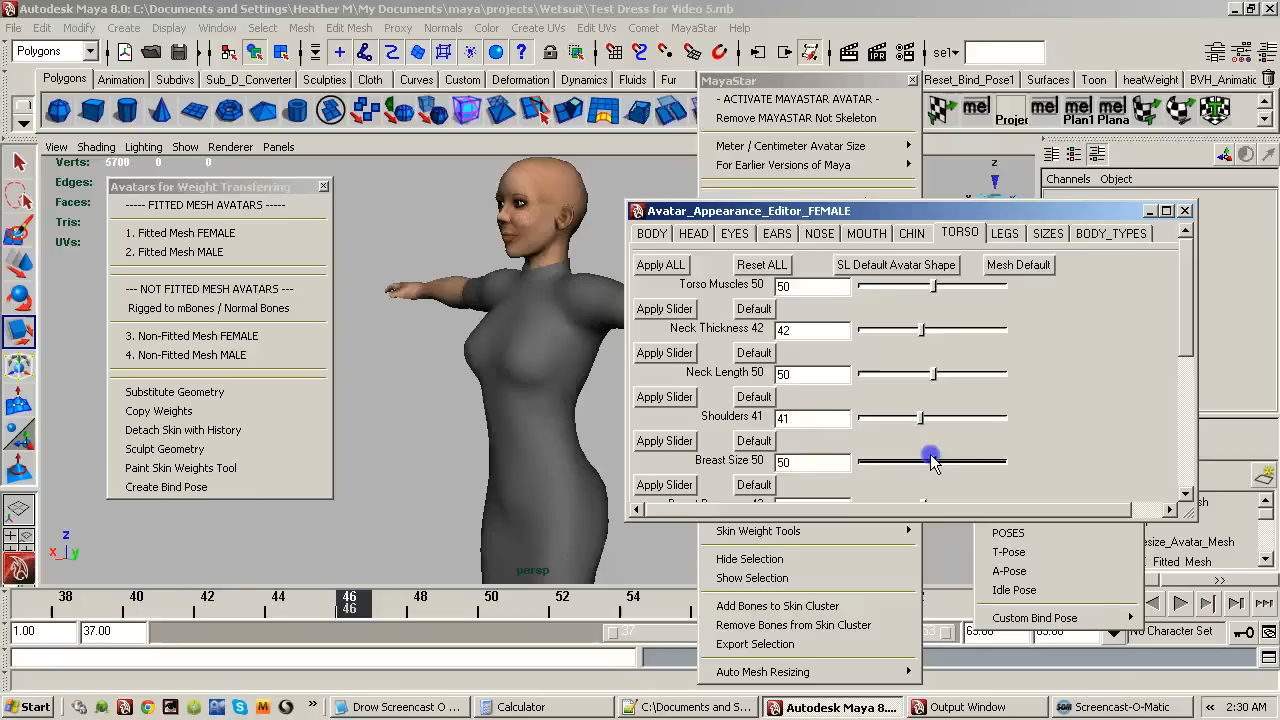 Autodesk Maya 8.0: C:\Documents and Settings\Heather M\My Documents\maya\projects\Wetsuit\Test Dress for Video 5.mb
File Edit Modify Create Display Window Select Mesh Edit Mesh Proxy Normals Color Create UVs Edit UVs Comet MayaStar Help
Polygons
sel
Polygons Animation Subdivs Sub_D_Converter Sculpties Cloth Curves Custom Deformation Dynamics Fluids Fur
Reset_Bind_Pose1 Surfaces Toon heathWeight BVH_Animatic
mel Projec mel Plan1 mel Plana
View Shading Lighting Show Renderer Panels
Verts: 6700 0 0
Edges:
Faces:
Tris:
UVs:
Avatars for Weight Transferring
----- FITTED MESH AVATARS -----
1. Fitted Mesh FEMALE
2. Fitted Mesh MALE
--- NOT FITTED MESH AVATARS ---
Rigged to mBones / Normal Bones
3. Non-Fitted Mesh FEMALE
4. Non-Fitted Mesh MALE
Substitute Geometry
Copy Weights
Detach Skin with History
Sculpt Geometry
Paint Skin Weights Tool
Create Bind Pose
MayaStar
- ACTIVATE MAYASTAR AVATAR -
Remove MAYASTAR Not Skeleton
Meter / Centimeter Avatar Size
For Earlier Versions of Maya
z
Channels Object
Avatar_Appearance_Editor_FEMALE
BODY HEAD EYES EARS NOSE MOUTH CHIN TORSO LEGS SIZES BODY_TYPES
Apply ALL Reset ALL SL Default Avatar Shape Mesh Default
Torso Muscles 50 50
Apply Slider Default
Neck Thickness 42 42
Apply Slider Default
Neck Length 50 50
Apply Slider Default
Shoulders 41 41
Apply Slider Default
Breast Size 50 50
Apply Slider Default
Skin Weight Tools
Hide Selection
Show Selection
Add Bones to Skin Cluster
Remove Bones from Skin Cluster
Export Selection
Auto Mesh Resizing
POSES
T-Pose
A-Pose
Idle Pose
Custom Bind Pose
esize_Avatar_Mesh
Fitted Mesh
z
x y
persp
38 40 42 44 46 48 50 52 54
46
1.00 37.00 37 65.00 65.00 No Character Set
Start Drow Screencast O ... Calculator C:\Documents and S... Autodesk Maya 8.... Output Window Screencast-O-Matic 2:30 AM